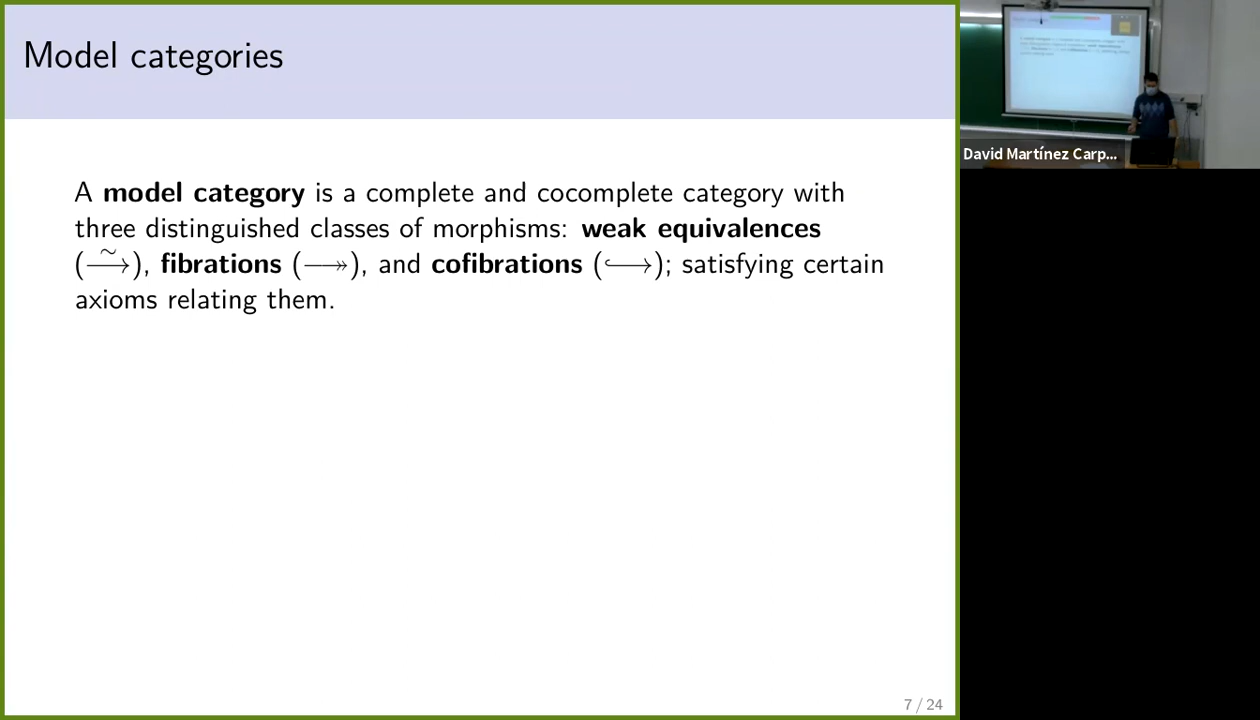 Model categories
A model category is a complete and cocomplete category with
three distinguished classes of morphisms: weak equivalences
(⥲), fibrations (↠), and cofibrations (↪); satisfying certain
axioms relating them.
7 / 24
David Martínez Carp...